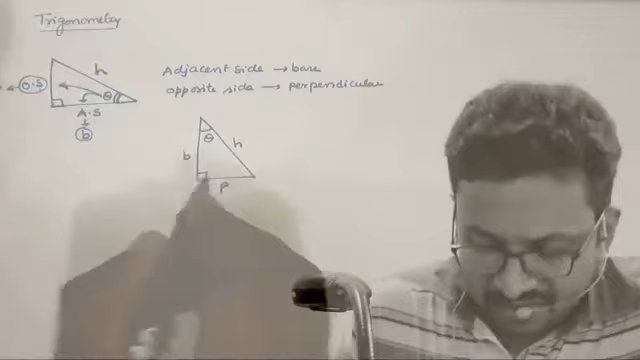 Trigonometry
h
O.S
θ
A.S
b
Adjacent side → base
opposite side → perpendicular
θ
h
b
P